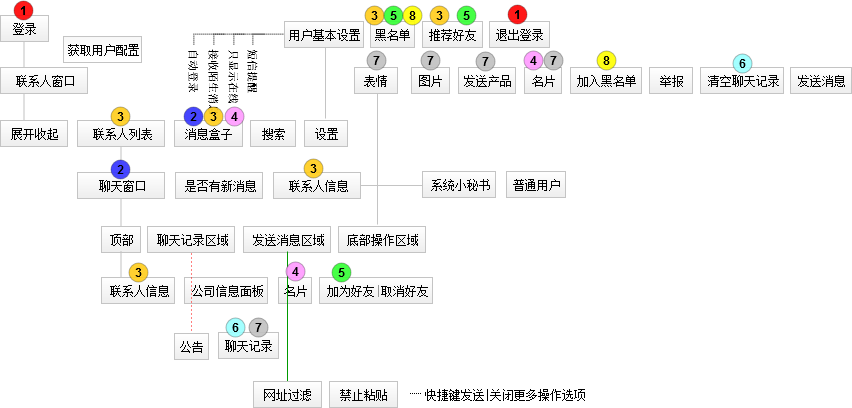 1
登录
获取用户配置
用户基本设置
3 5 8
黑名单
3 5
推荐好友
1
退出登录
自动登录
接收陌生消息
只显示在线
短信提醒
联系人窗口
7
表情
7
图片
7
发送产品
4 7
名片
8
加入黑名单
举报
6
清空聊天记录
发送消息
展开收起
3
联系人列表
2 3 4
消息盒子
搜索
设置
2
聊天窗口
是否有新消息
3
联系人信息
系统小秘书
普通用户
顶部
聊天记录区域
发送消息区域
底部操作区域
3
联系人信息
公司信息面板
4
名片
5
加为好友|取消好友
公告
6 7
聊天记录
网址过滤
禁止粘贴
快捷键发送|关闭更多操作选项